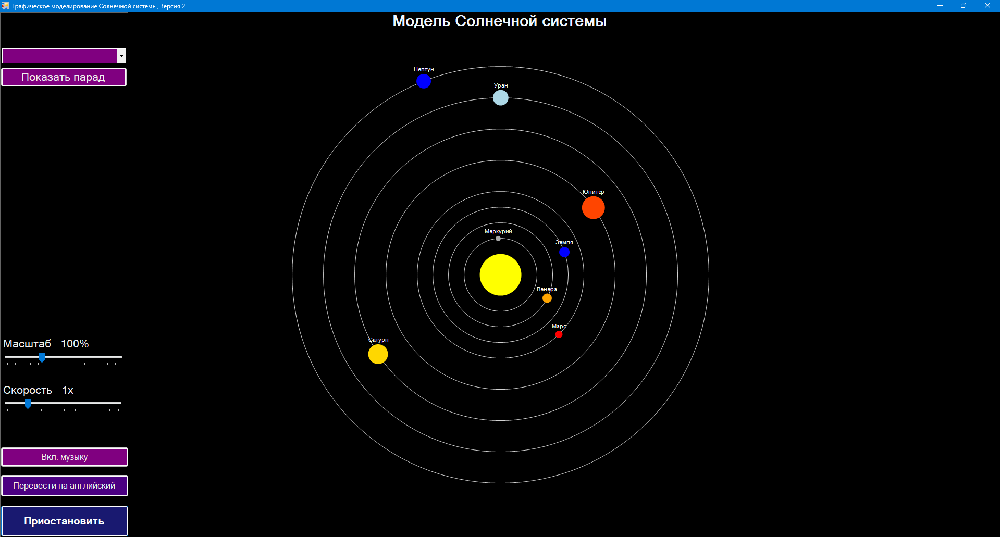 Графическое моделирование Солнечной системы, Версия 2
Модель Солнечной системы
Показать парад
Нептун
Уран
Юпитер
Меркурий
Земля
Венера
Марс
Сатурн
Масштаб 100%
Скорость 1x
Вкл. музыку
Перевести на английский
Приостановить